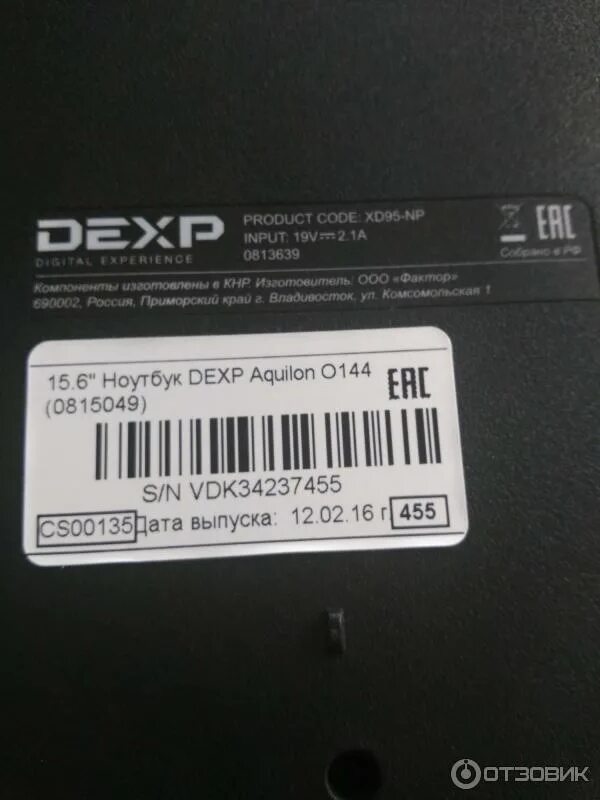 DEXP
DIGITAL EXPERIENCE
PRODUCT CODE: XD95-NP
INPUT: 19V⎓2.1A
0813639
EAC
Собрано в РФ
Компоненты изготовлены в КНР. Изготовитель: ООО «Фактор»
690002, Россия, Приморский край г. Владивосток, ул. Комсомольская 1
15.6" Ноутбук DEXP Aquilon O144
(0815049)
EAC
S/N VDK34237455
CS00135 Дата выпуска: 12.02.16 г. 455
ОТЗОВИК